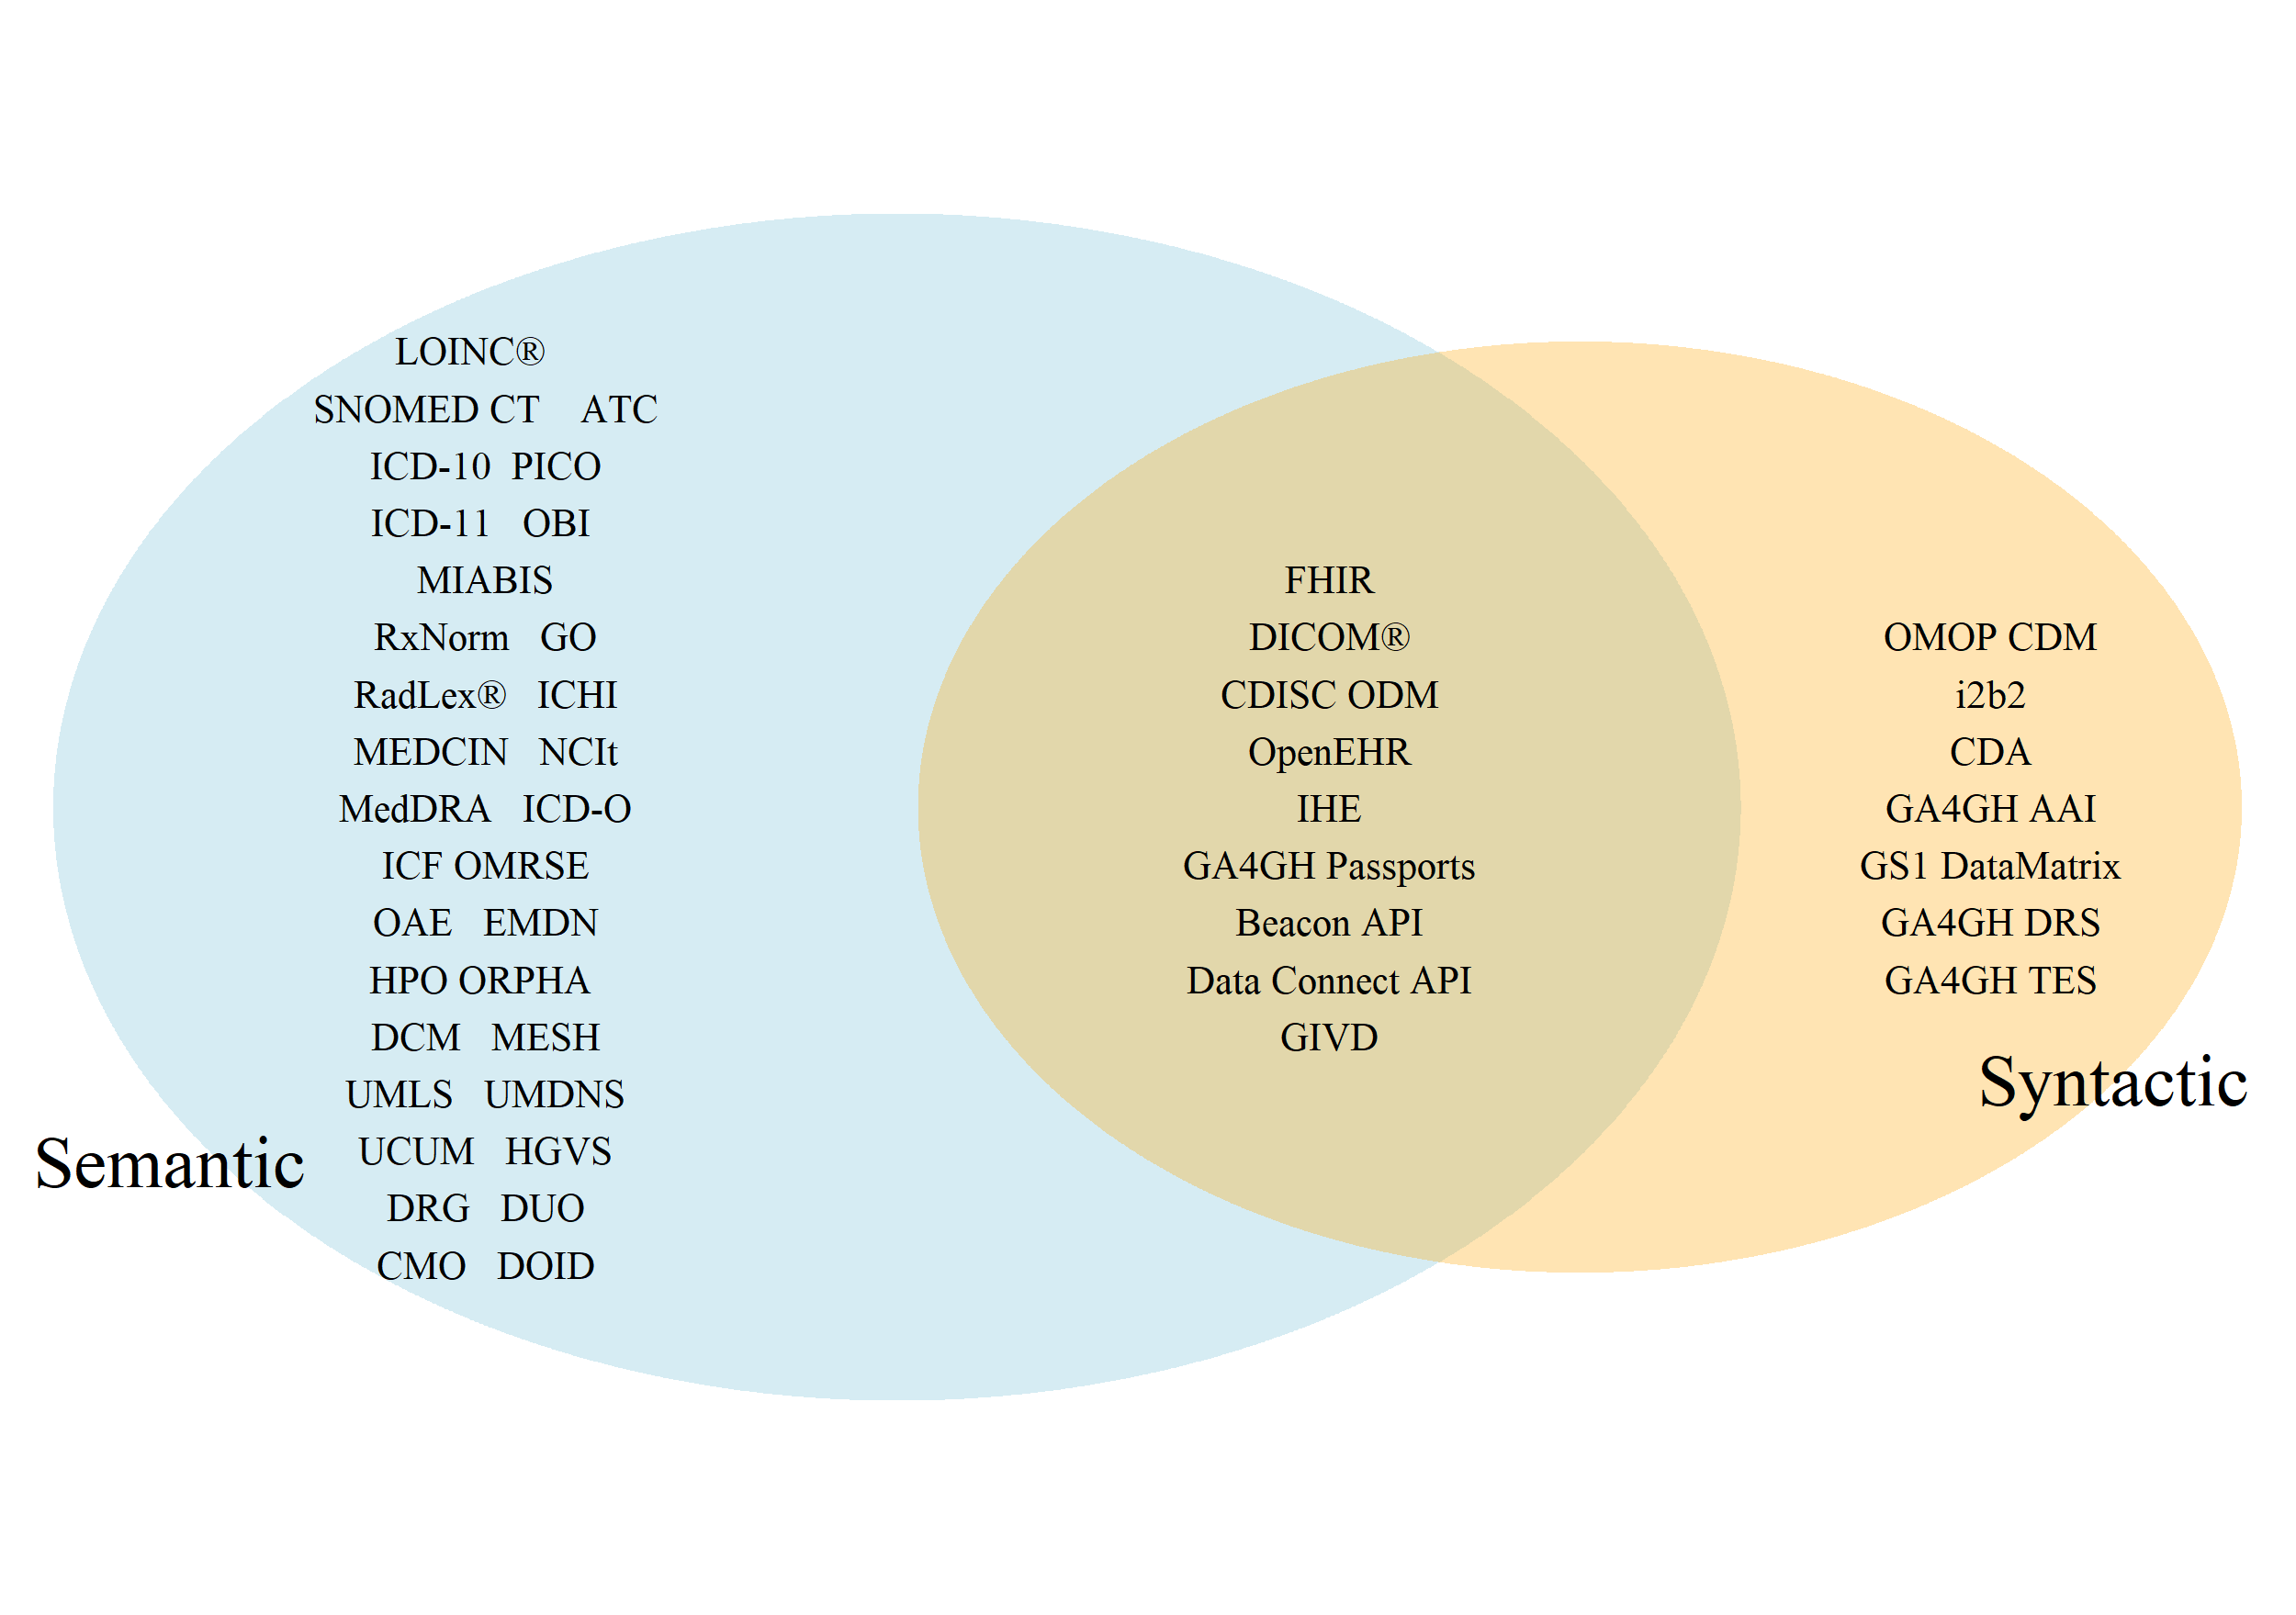 LOINC®
SNOMED CT ATC
ICD-10 PICO
ICD-11 OBI
MIABIS
RxNorm GO
RadLex® ICHI
MEDCIN NCIt
MedDRA ICD-O
ICF OMRSE
OAE EMDN
HPO ORPHA
DCM MESH
UMLS UMDNS
UCUM HGVS
DRG DUO
CMO DOID
Semantic
FHIR
DICOM®
CDISC ODM
OpenEHR
IHE
GA4GH Passports
Beacon API
Data Connect API
GIVD
OMOP CDM
i2b2
CDA
GA4GH AAI
GS1 DataMatrix
GA4GH DRS
GA4GH TES
Syntactic